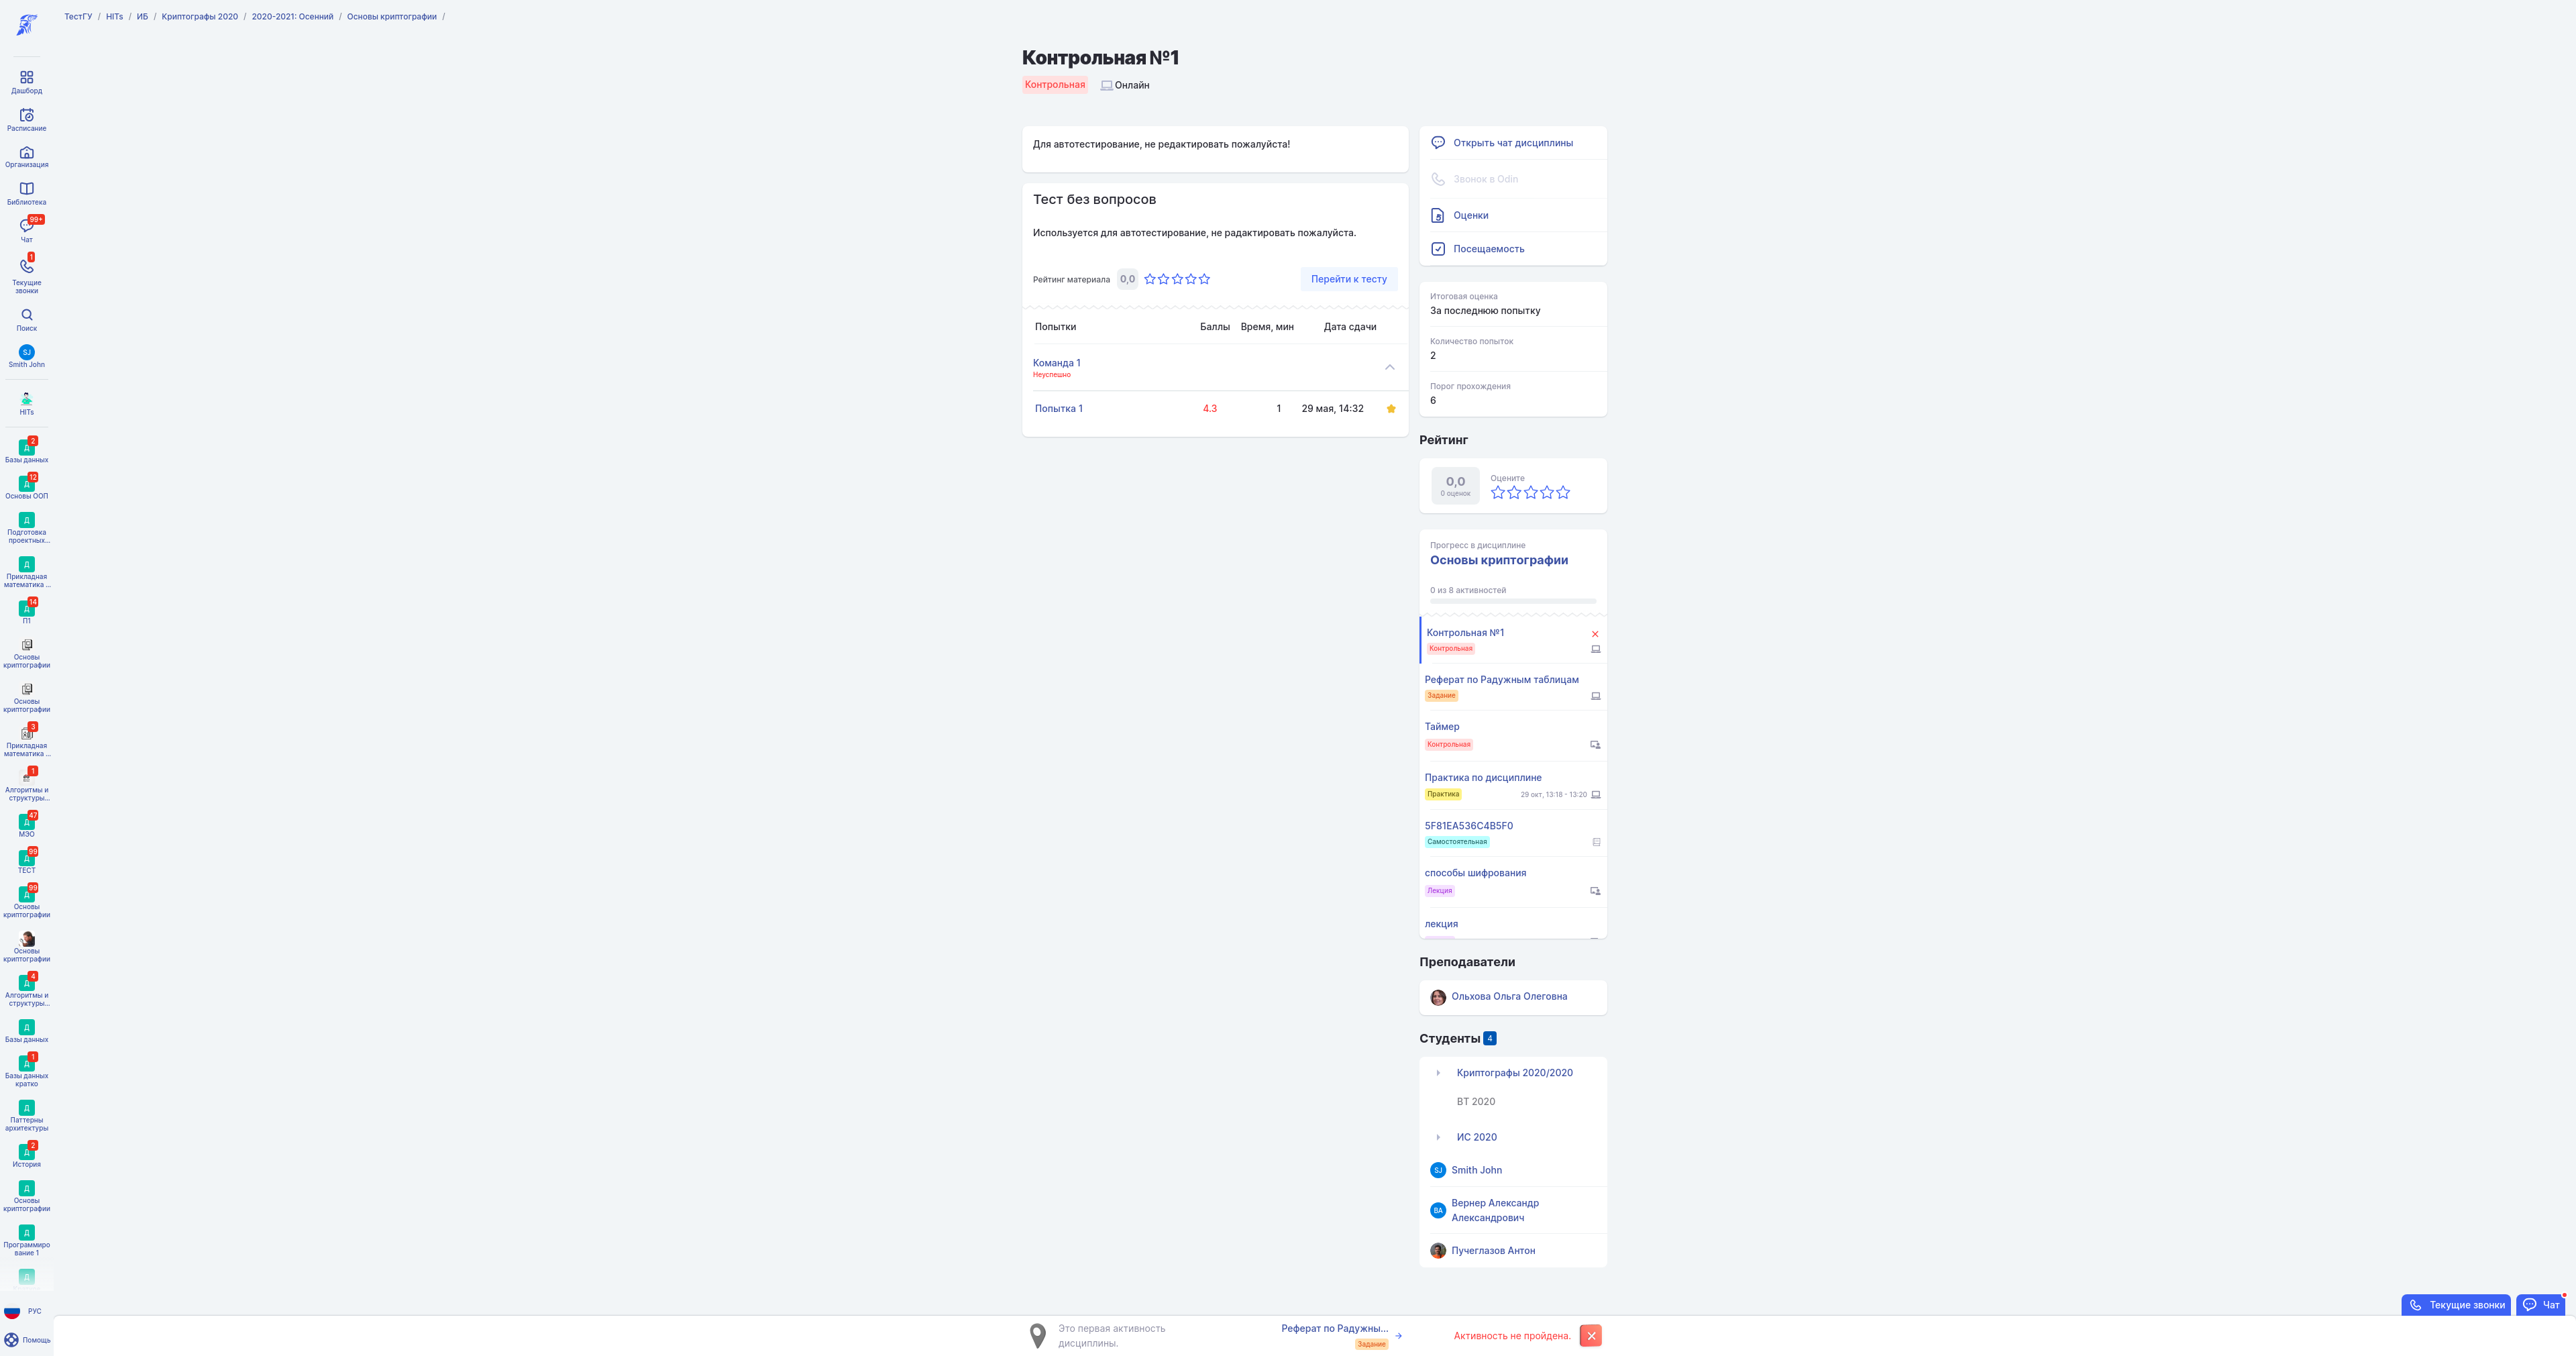 ТестГУ / HITs / ИБ / Криптографы 2020 / 2020-2021: Осенний / Основы криптографии /
Дашборд
Расписание
Организация
Библиотека
99+
Чат
1
Текущие
звонки
Поиск
SJ
Smith John
HITs
2
Д
Базы данных
12
Д
Основы ООП
Д
Подготовка
проектных...
Д
Прикладная
математика ...
14
Д
П1
Основы
криптографии
Основы
криптографии
3
Прикладная
математика ...
1
Алгоритмы и
структуры...
47
Д
МЭО
99
Д
ТЕСТ
99
Д
Основы
криптографии
Основы
криптографии
4
Д
Алгоритмы и
структуры...
Д
Базы данных
1
Д
Базы данных
кратко
Д
Паттерны
архитектуры
2
Д
История
Д
Основы
криптографии
Д
Программиро
вание 1
Д
РУС
Помощь
Контрольная №1
Контрольная
Онлайн
Для автотестирование, не редактировать пожалуйста!
Тест без вопросов
Используется для автотестирование, не радактировать пожалуйста.
Рейтинг материала 0,0
Перейти к тесту
Попытки Баллы Время, мин Дата сдачи
Команда 1
Неуспешно
Попытка 1 4.3 1 29 мая, 14:32
Открыть чат дисциплины
Звонок в Odin
Оценки
Посещаемость
Итоговая оценка
За последнюю попытку
Количество попыток
2
Порог прохождения
6
Рейтинг
0,0
0 оценок
Оцените
Прогресс в дисциплине
Основы криптографии
0 из 8 активностей
Контрольная №1
Контрольная
Реферат по Радужным таблицам
Задание
Таймер
Контрольная
Практика по дисциплине
Практика 29 окт, 13:18 - 13:20
5F81EA536C4B5F0
Самостоятельная
способы шифрования
Лекция
лекция
Преподаватели
Ольхова Ольга Олеговна
Студенты 4
Криптографы 2020/2020
ВТ 2020
ИС 2020
SJ Smith John
ВА
Вернер Александр
Александрович
Пучеглазов Антон
Текущие звонки
Чат
Это первая активность
дисциплины.
Реферат по Радужны...
Задание
Активность не пройдена.